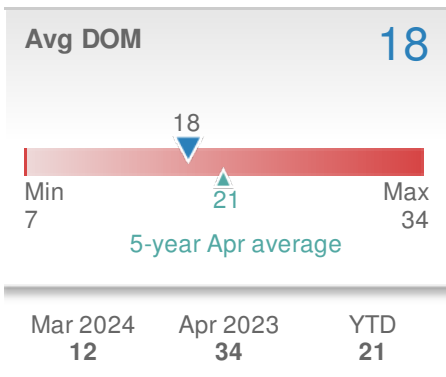 Avg DOM 18
18
Min Max
7 21 34
5-year Apr average
Mar 2024 Apr 2023 YTD
12 34 21